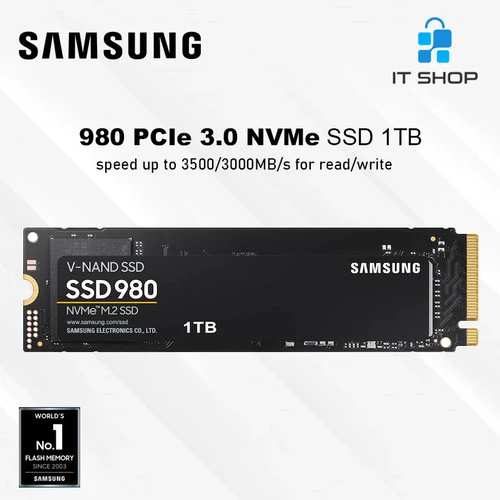 SAMSUNG
IT SHOP
980 PCIe 3.0 NVMe SSD 1TB
speed up to 3500/3000MB/s for read/write
V-NAND SSD
SSD 980
NVMe™ M.2 SSD
www.samsung.com/ssd
SAMSUNG ELECTRONICS CO., LTD.
SAMSUNG
1TB
WORLD'S
No.1
FLASH MEMORY
SINCE 2003
SAMSUNG